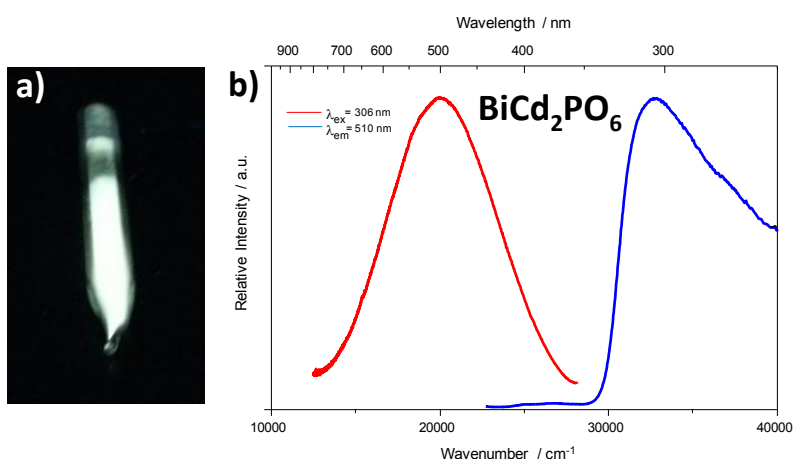 Wavelength / nm
900 700 600 500 400 300
a)
b)
λex= 306 nm
λem= 510 nm
BiCd2PO6
Relative Intensity / a.u.
10000 20000 30000 40000
Wavenumber / cm-1